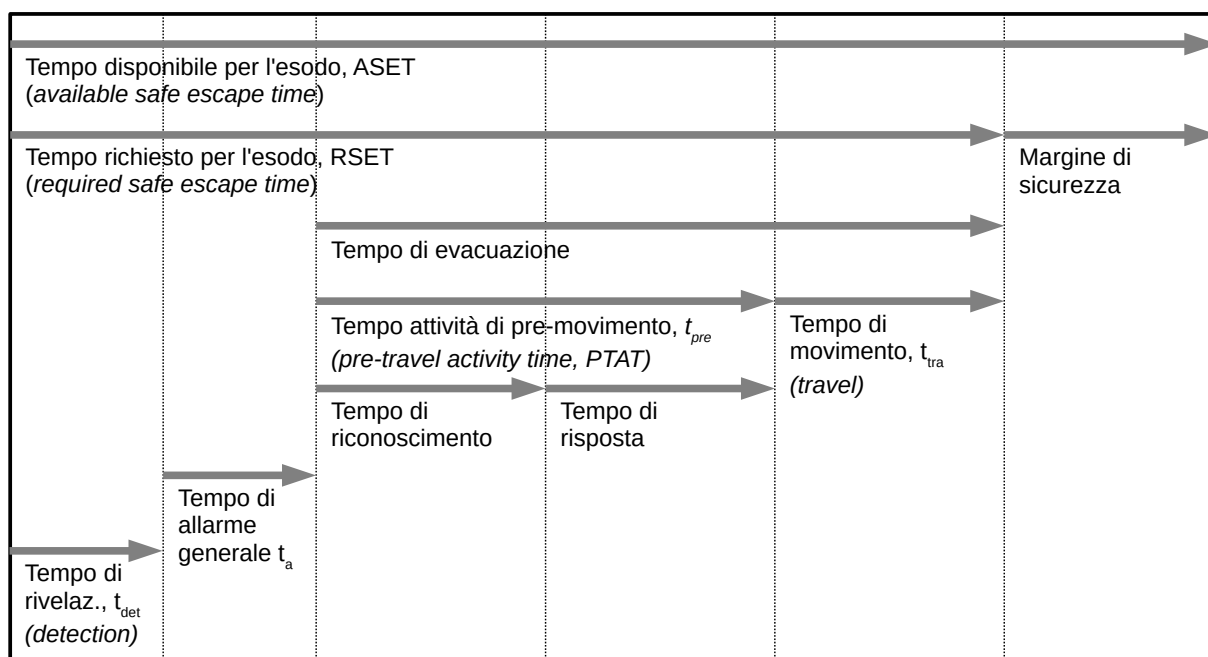 Tempo disponibile per l'esodo, ASET
(available safe escape time)
Tempo richiesto per l'esodo, RSET
(required safe escape time)
Margine di
sicurezza
Tempo di evacuazione
Tempo attività di pre-movimento, tpre
(pre-travel activity time, PTAT)
Tempo di
movimento, ttra
(travel)
Tempo di
riconoscimento
Tempo di
risposta
Tempo di
allarme
generale ta
Tempo di
rivelaz., tdet
(detection)